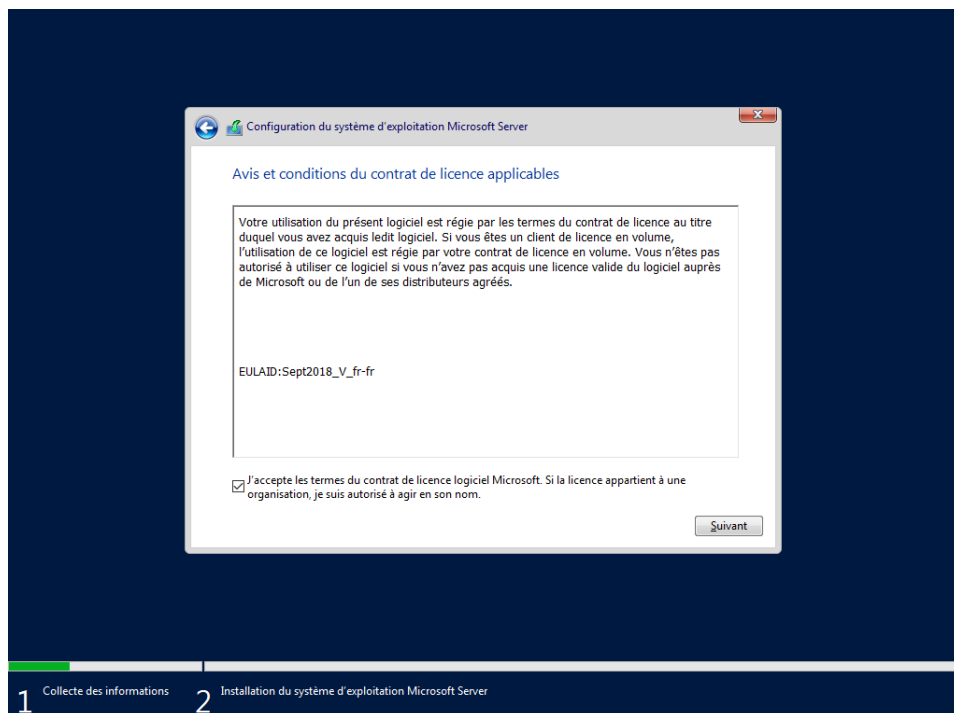 Configuration du système d'exploitation Microsoft Server
Avis et conditions du contrat de licence applicables
Votre utilisation du présent logiciel est régie par les termes du contrat de licence au titre
duquel vous avez acquis ledit logiciel. Si vous êtes un client de licence en volume,
l'utilisation de ce logiciel est régie par votre contrat de licence en volume. Vous n'êtes pas
autorisé à utiliser ce logiciel si vous n'avez pas acquis une licence valide du logiciel auprès
de Microsoft ou de l'un de ses distributeurs agréés.
EULAID:Sept2018_V_fr-fr
J'accepte les termes du contrat de licence logiciel Microsoft. Si la licence appartient à une
organisation, je suis autorisé à agir en son nom.
Suivant
1 Collecte des informations
2 Installation du système d'exploitation Microsoft Server